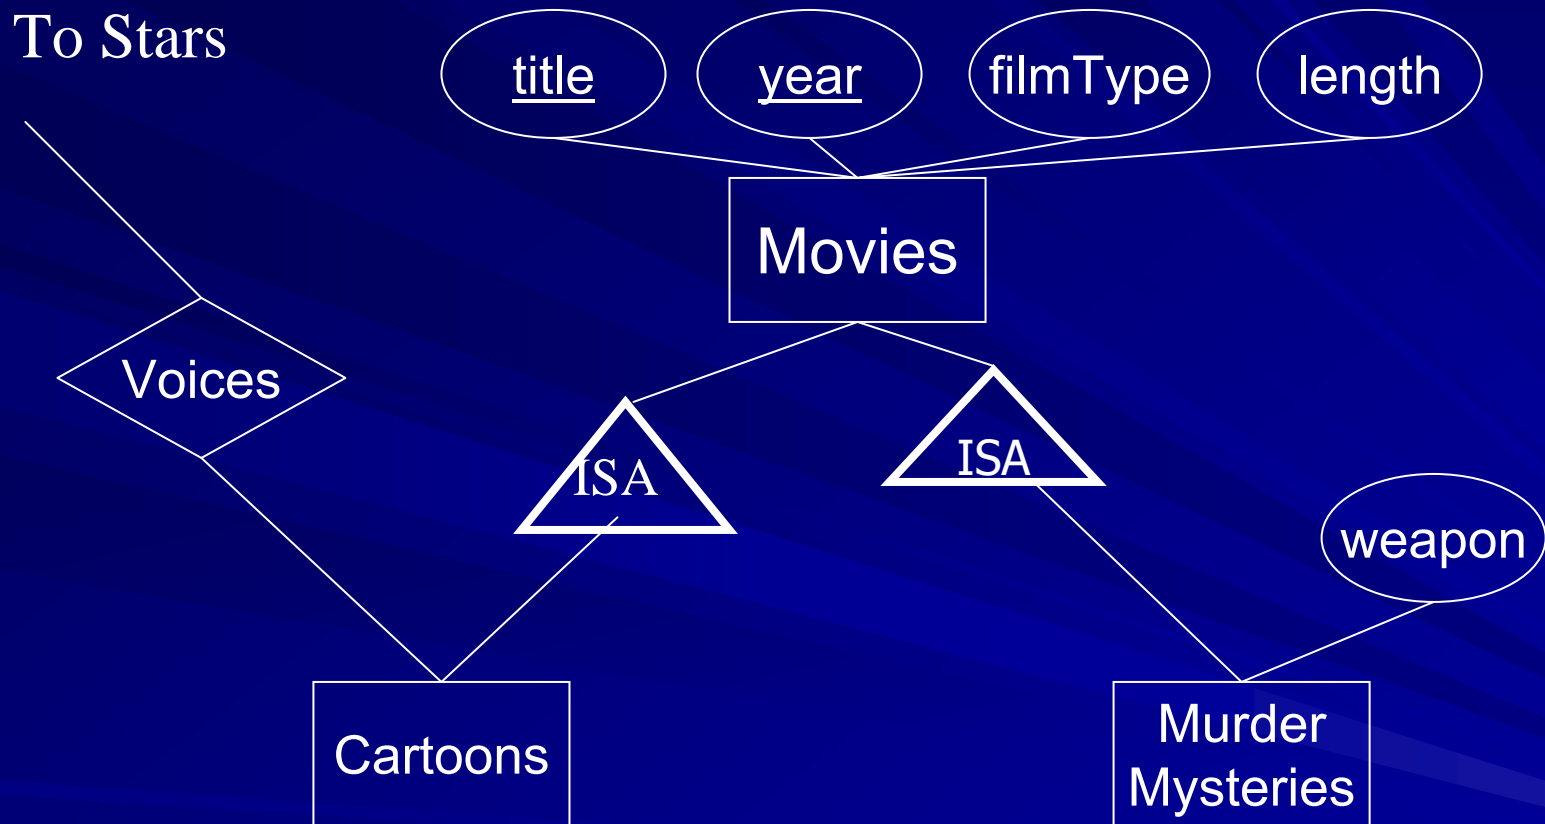 To Stars
title
year
filmType
length
Movies
Voices
ISA
ISA
weapon
Cartoons
Murder
Mysteries